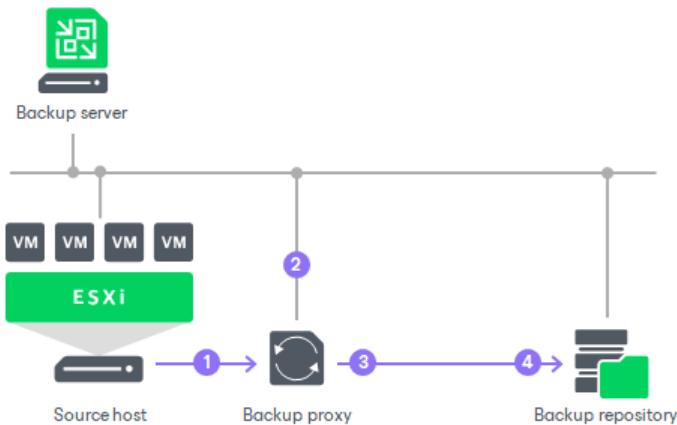 Backup server
VM VM VM VM
2
ESXi
1
3
4
Source host
Backup proxy
Backup repository